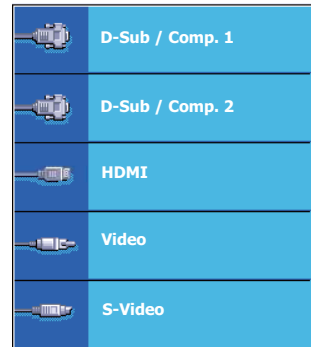 D-Sub / Comp. 1
D-Sub / Comp. 2
HDMI
Video
S-Video